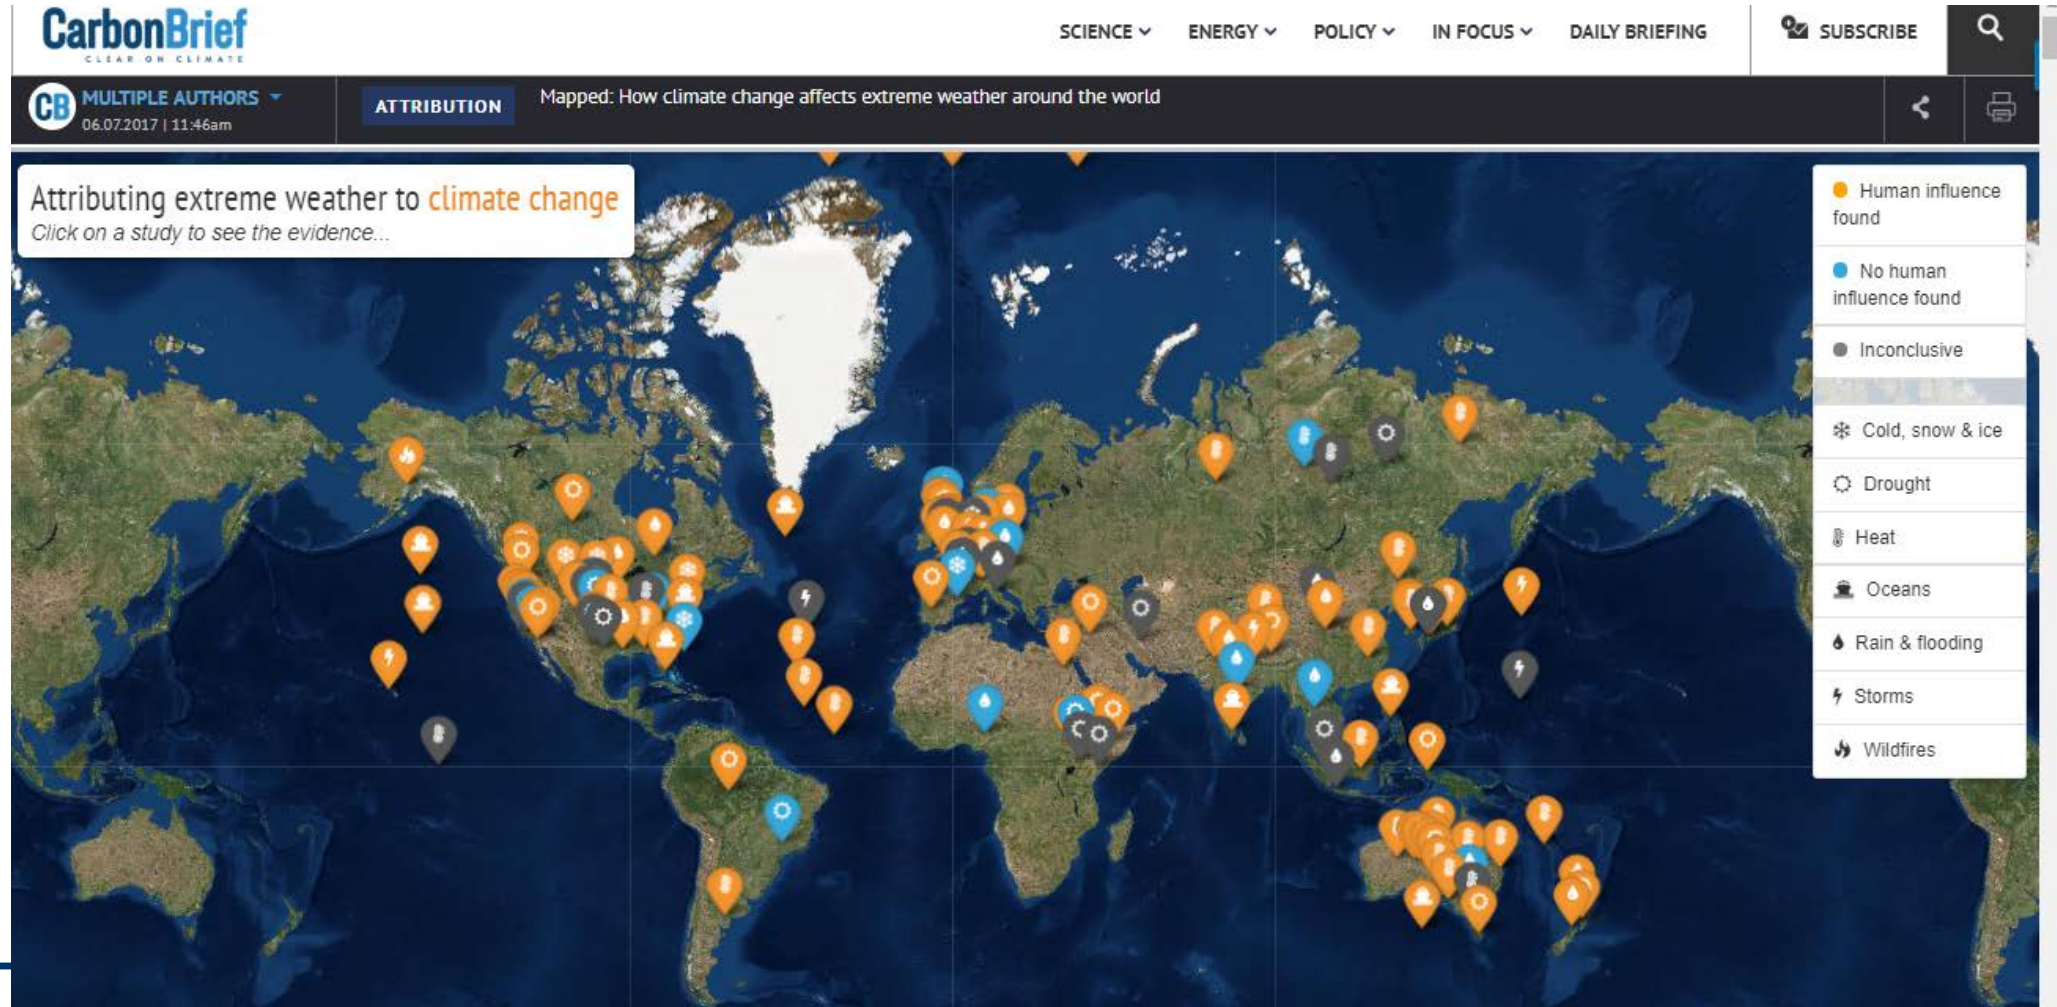 CarbonBrief
CLEAR ON CLIMATE
SCIENCE
ENERGY
POLICY
IN FOCUS
DAILY BRIEFING
SUBSCRIBE
CB
MULTIPLE AUTHORS
06.07.2017 | 11:46am
ATTRIBUTION
Mapped: How climate change affects extreme weather around the world
Attributing extreme weather to climate change
Click on a study to see the evidence...
Human influence
found
No human
influence found
Inconclusive
Cold, snow & ice
Drought
Heat
Oceans
Rain & flooding
Storms
Wildfires